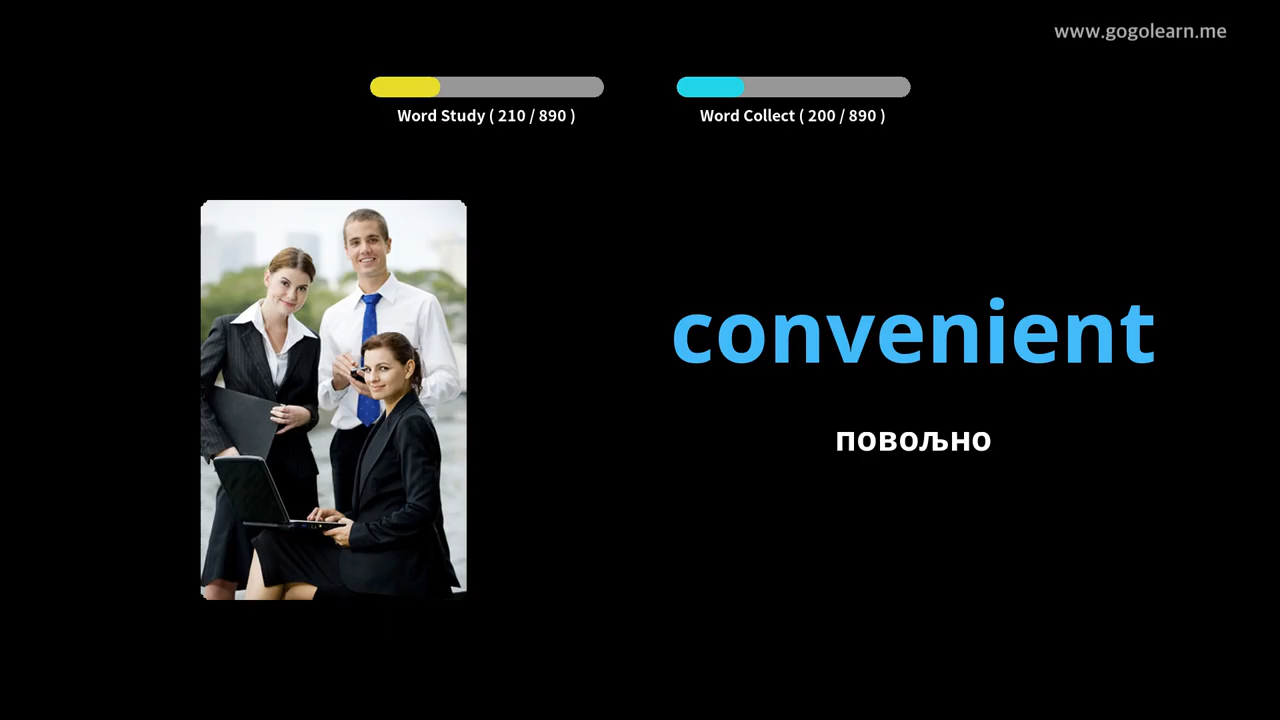 www.gogolearn.me
Word Study ( 210 / 890 )
Word Collect ( 200 / 890 )
convenient
повољно